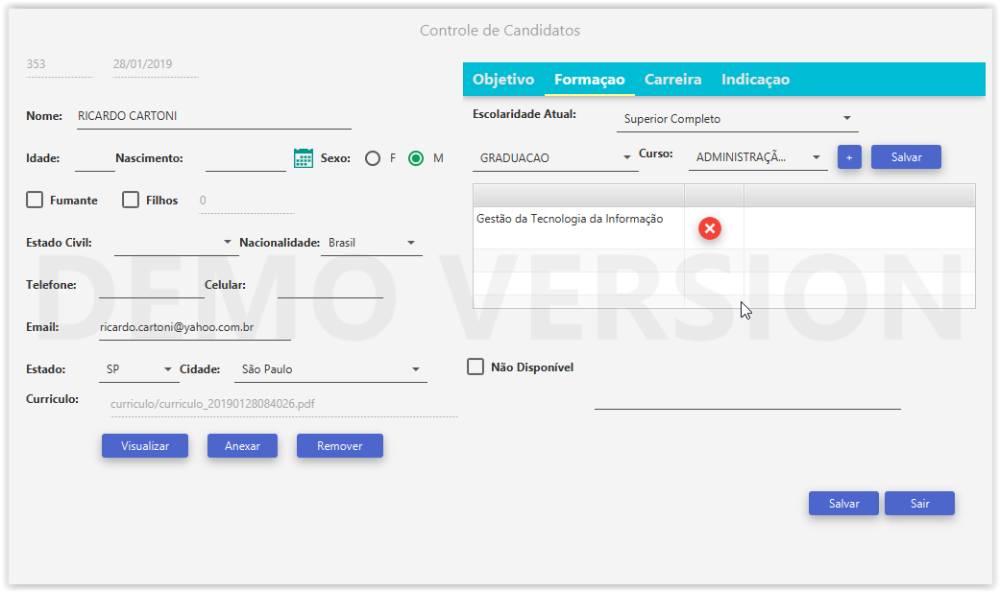 Controle de Candidatos
353 28/01/2019
Nome: RICARDO CARTONI
Idade: Nascimento: Sexo: F M
Fumante Filhos 0
Estado Civil: Nacionalidade: Brasil
Telefone: Celular:
Email: ricardo.cartoni@yahoo.com.br
Estado: SP Cidade: São Paulo
Curriculo: curriculo/curriculo_20190128084026.pdf
Visualizar Anexar Remover
Objetivo Formaçao Carreira Indicaçao
Escolaridade Atual: Superior Completo
GRADUACAO Curso: ADMINISTRAÇÃ... + Salvar
Gestão da Tecnologia da Informação
Não Disponível
Salvar Sair
DEMO VERSION